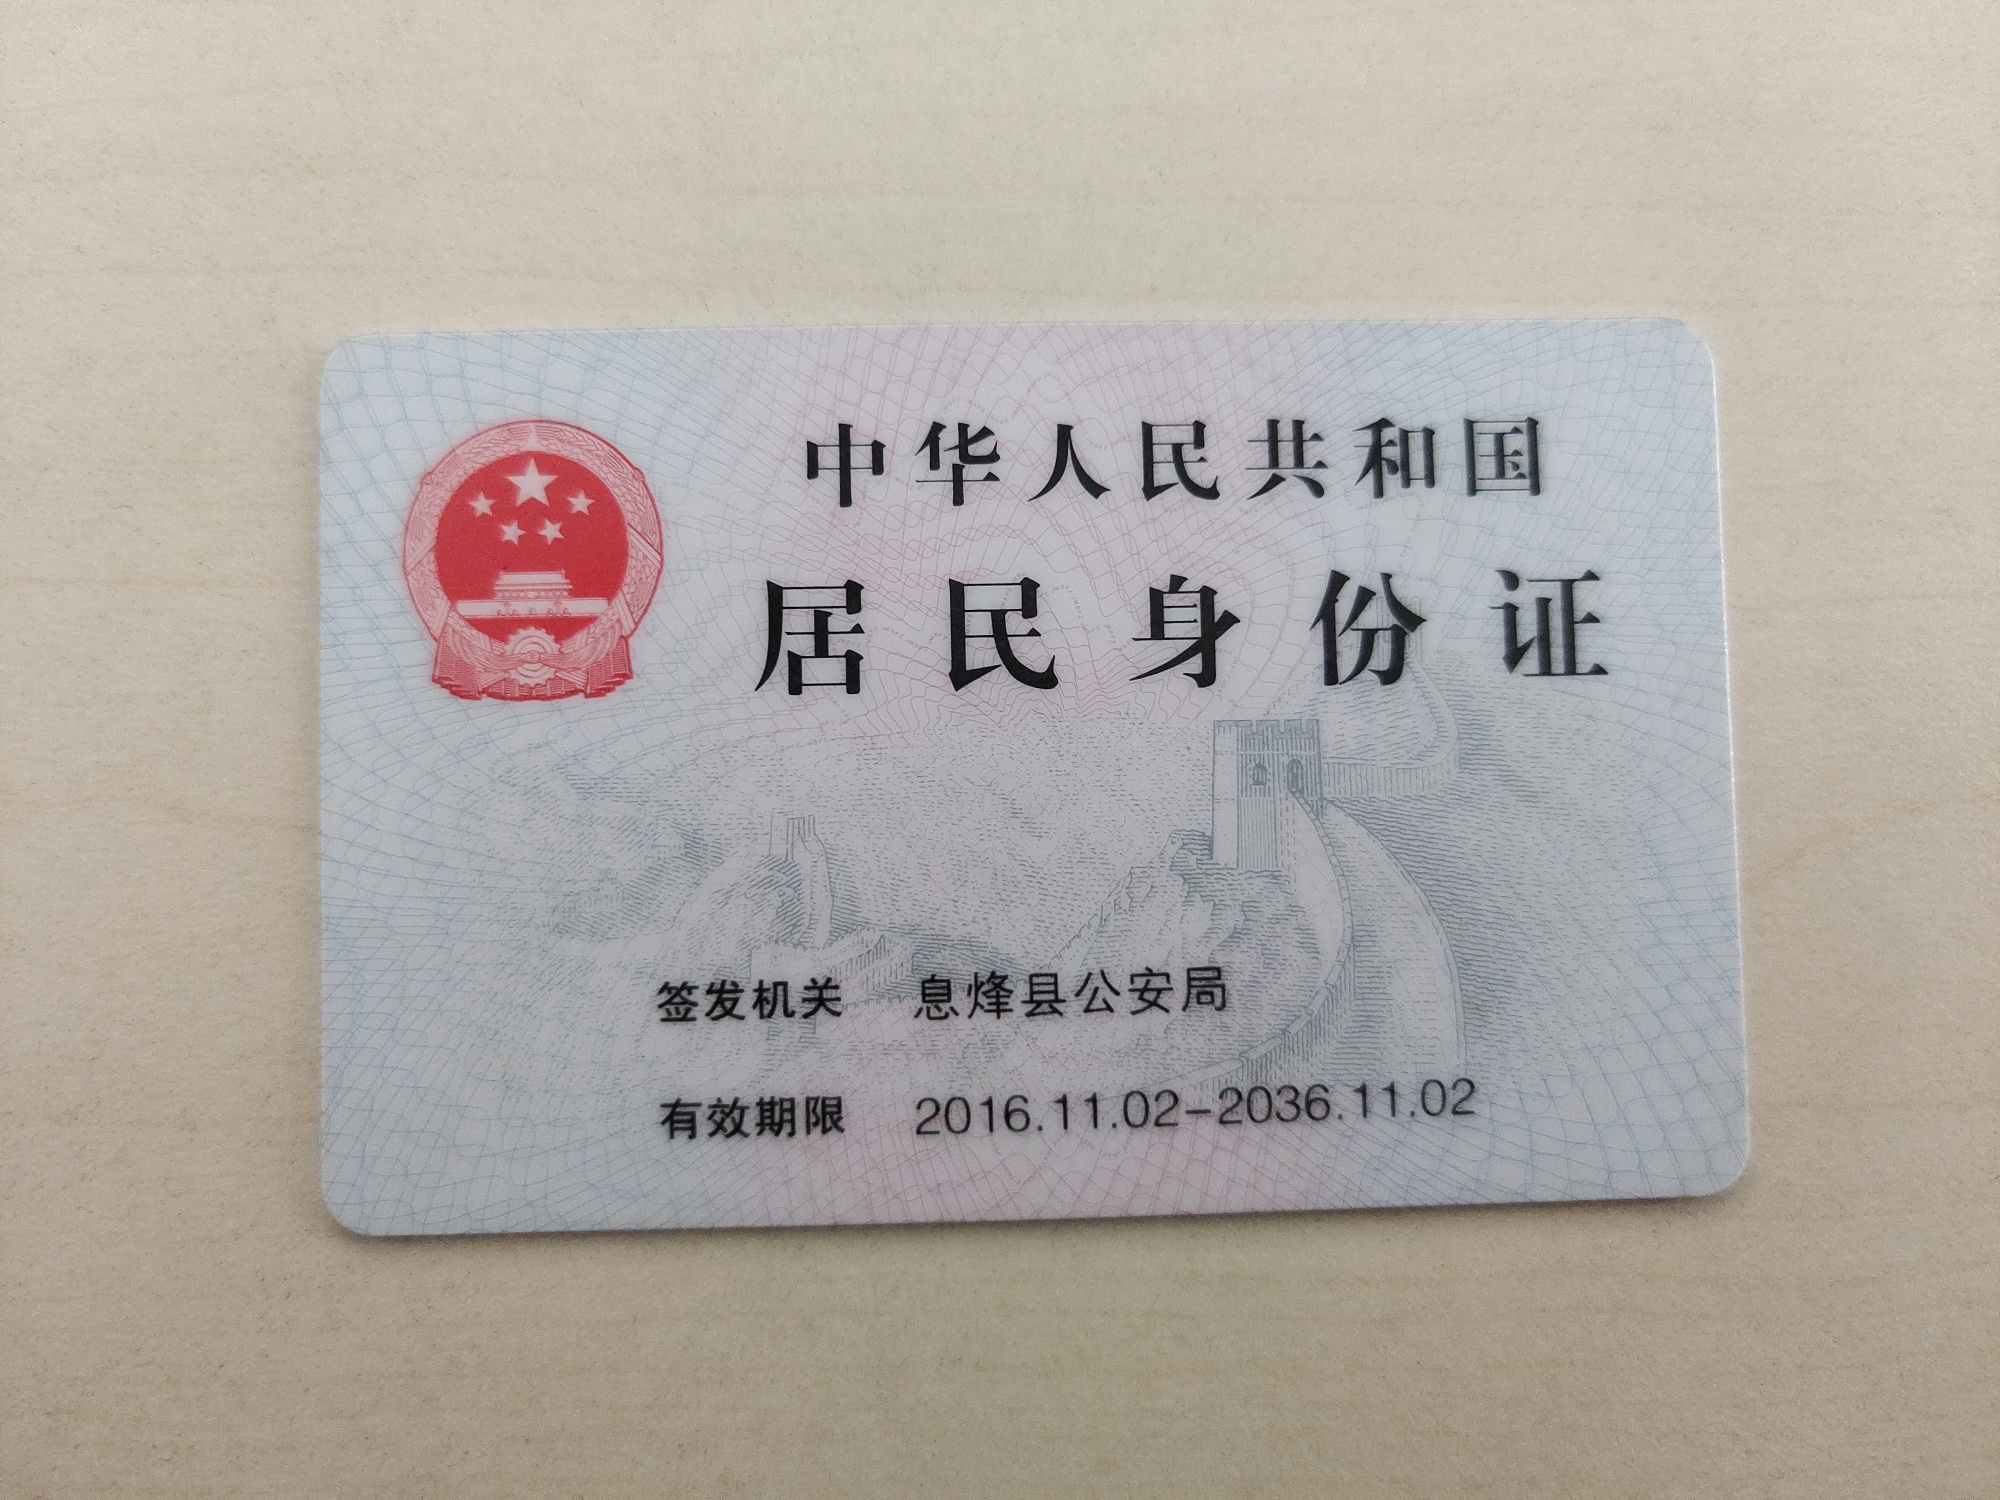 中华人民共和国
居民身份证
签发机关 息烽县公安局
有效期限 2016.11.02-2036.11.02